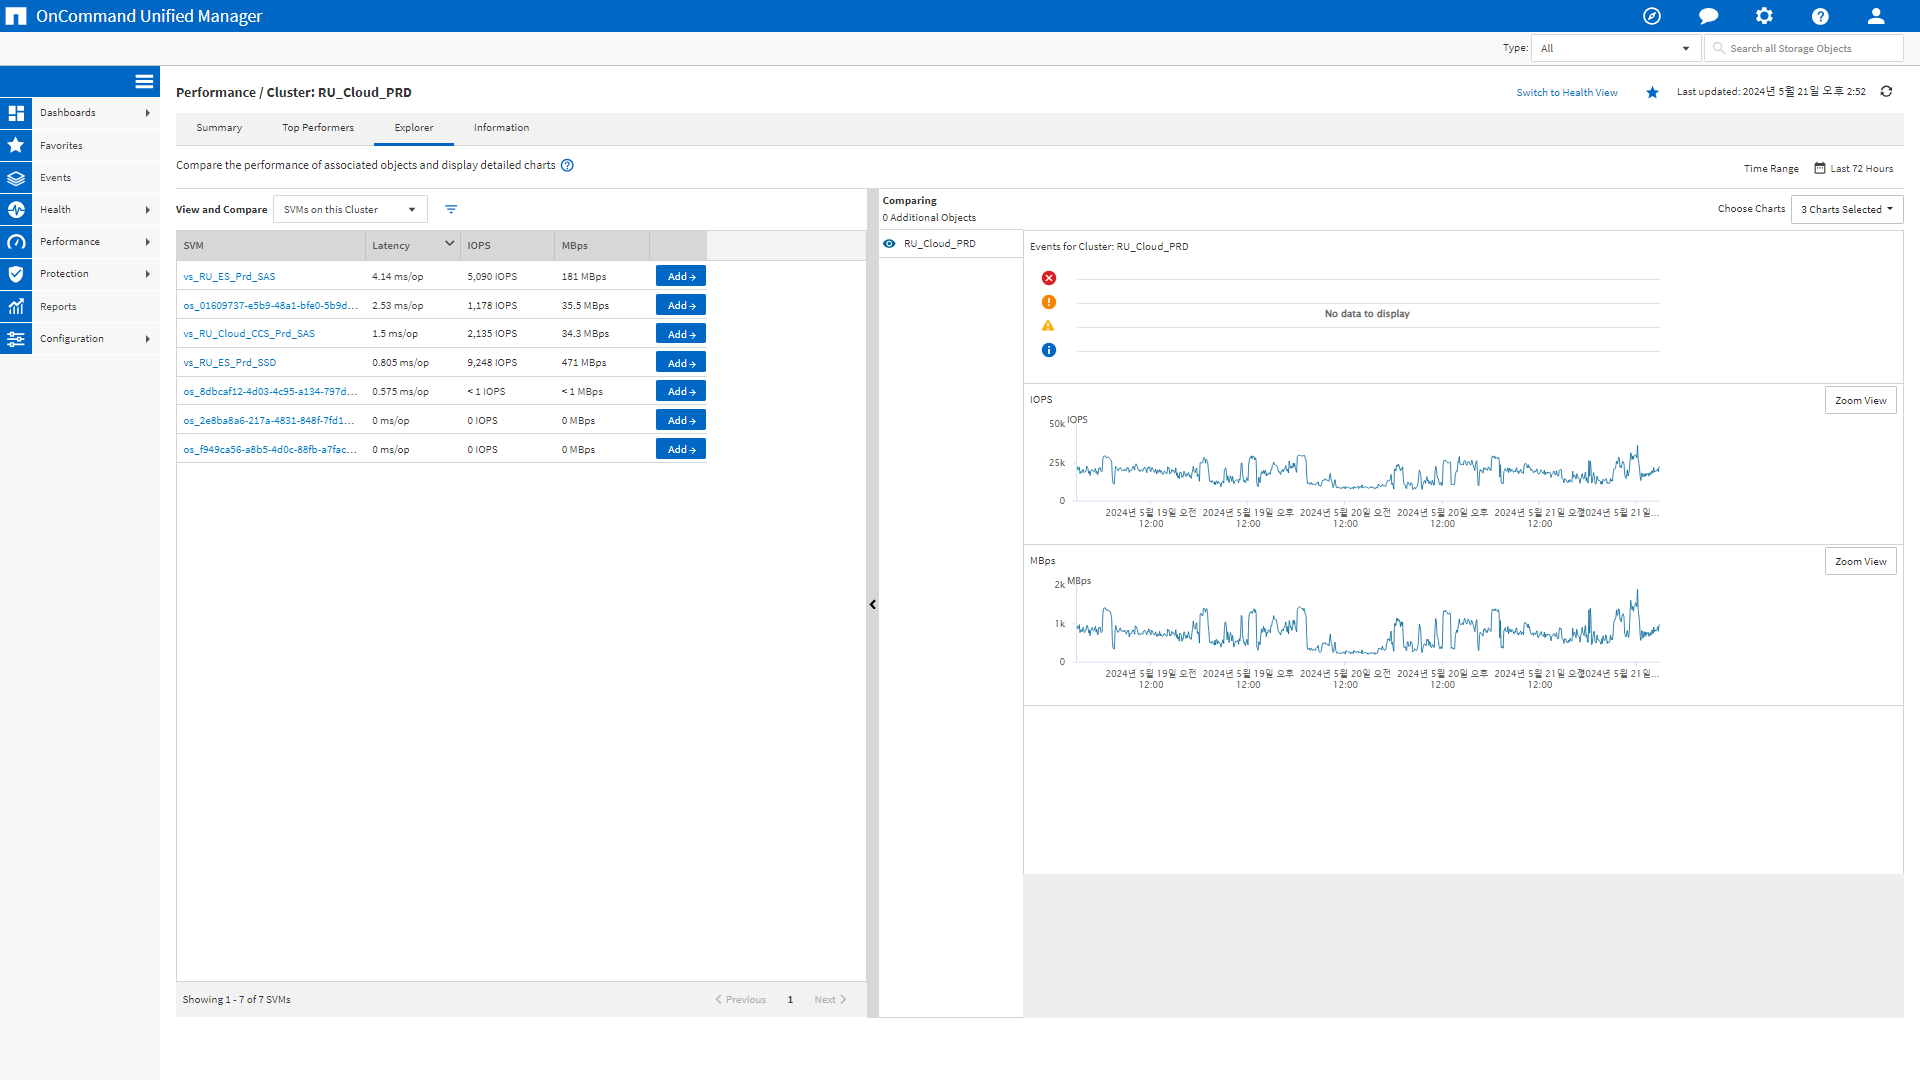 OnCommand Unified Manager
Type: All
Search all Storage Objects
Performance / Cluster: RU_Cloud_PRD
Switch to Health View
Last updated: 2024년 5월 21일 오후 2:52
Dashboards
Favorites
Events
Health
Performance
Protection
Reports
Configuration
Summary Top Performers Explorer Information
Compare the performance of associated objects and display detailed charts
Time Range Last 72 Hours
View and Compare SVMs on this Cluster
SVM Latency IOPS MBps
vs_RU_ES_Prd_SAS 4.14 ms/op 5,090 IOPS 181 MBps Add
os_01609737-e5b9-48a1-bfe0-5b9d... 2.53 ms/op 1,178 IOPS 35.5 MBps Add
vs_RU_Cloud_CCS_Prd_SAS 1.5 ms/op 2,135 IOPS 34.3 MBps Add
vs_RU_ES_Prd_SSD 0.805 ms/op 9,248 IOPS 471 MBps Add
os_8dbcaf12-4d03-4c95-a134-797d... 0.575 ms/op < 1 IOPS < 1 MBps Add
os_2e8ba8a6-217a-4831-848f-7fd1... 0 ms/op 0 IOPS 0 MBps Add
os_f949ca56-a8b5-4d0c-88fb-a7fac... 0 ms/op 0 IOPS 0 MBps Add
Showing 1 - 7 of 7 SVMs
Previous 1 Next
Comparing
0 Additional Objects
Choose Charts 3 Charts Selected
RU_Cloud_PRD
Events for Cluster: RU_Cloud_PRD
No data to display
IOPS
Zoom View
IOPS
50k
25k
0
2024년 5월 19일 오전 12:00
2024년 5월 19일 오후 12:00
2024년 5월 20일 오전 12:00
2024년 5월 20일 오후 12:00
2024년 5월 21일 오전 12:00
2024년 5월 21일...
MBps
Zoom View
MBps
2k
1k
0
2024년 5월 19일 오전 12:00
2024년 5월 19일 오후 12:00
2024년 5월 20일 오전 12:00
2024년 5월 20일 오후 12:00
2024년 5월 21일 오전 12:00
2024년 5월 21일...